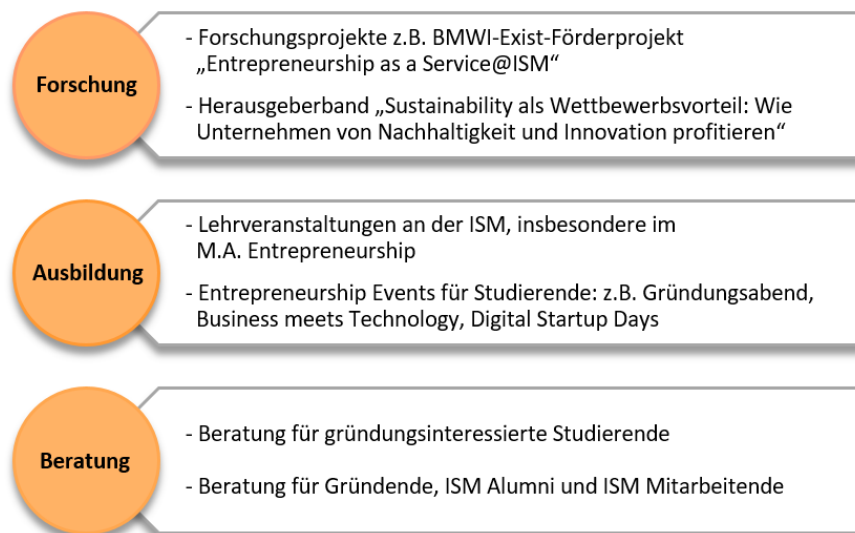 Forschung
- Forschungsprojekte z.B. BMWI-Exist-Förderprojekt
„Entrepreneurship as a Service@ISM“
- Herausgeberband „Sustainability als Wettbewerbsvorteil: Wie
Unternehmen von Nachhaltigkeit und Innovation profitieren“
Ausbildung
- Lehrveranstaltungen an der ISM, insbesondere im
M.A. Entrepreneurship
- Entrepreneurship Events für Studierende: z.B. Gründungsabend,
Business meets Technology, Digital Startup Days
Beratung
- Beratung für gründungsinteressierte Studierende
- Beratung für Gründende, ISM Alumni und ISM Mitarbeitende